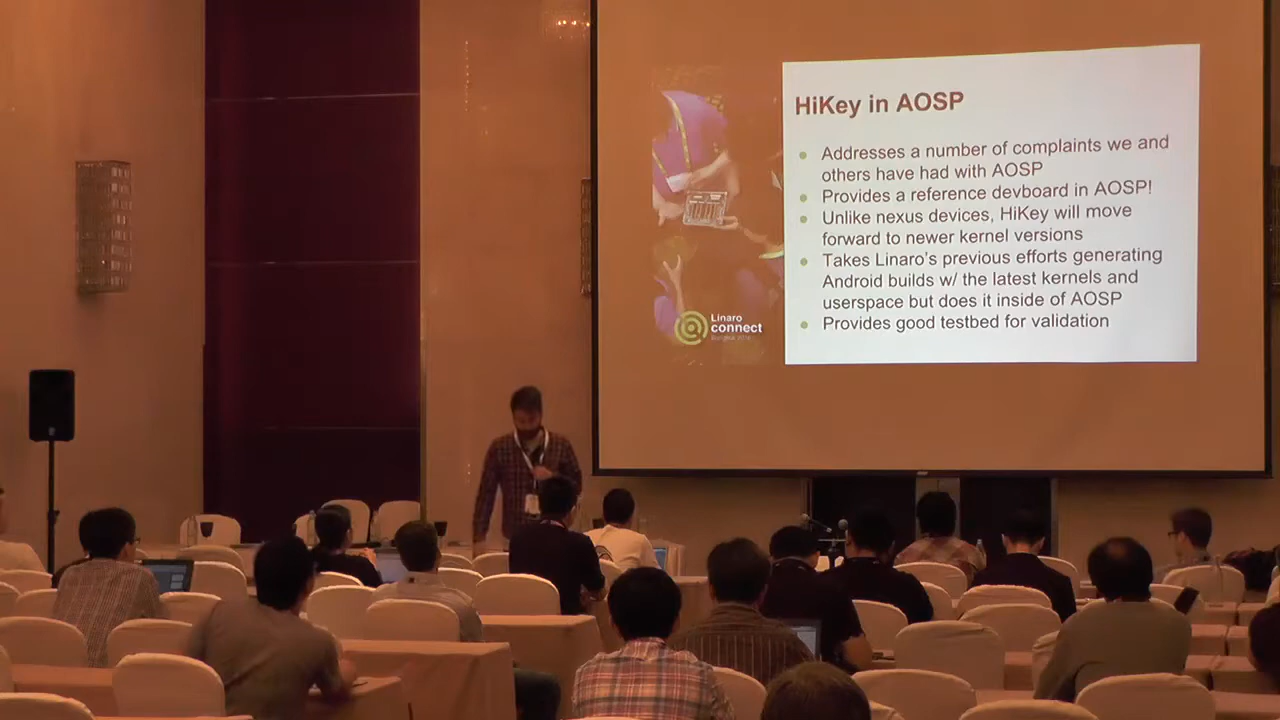 HiKey in AOSP
Addresses a number of complaints we and
others have had with AOSP
Provides a reference devboard in AOSP!
Unlike nexus devices, HiKey will move
forward to newer kernel versions
Takes Linaro's previous efforts generating
Android builds w/ the latest kernels and
userspace but does it inside of AOSP
Provides good testbed for validation
Linaro
connect